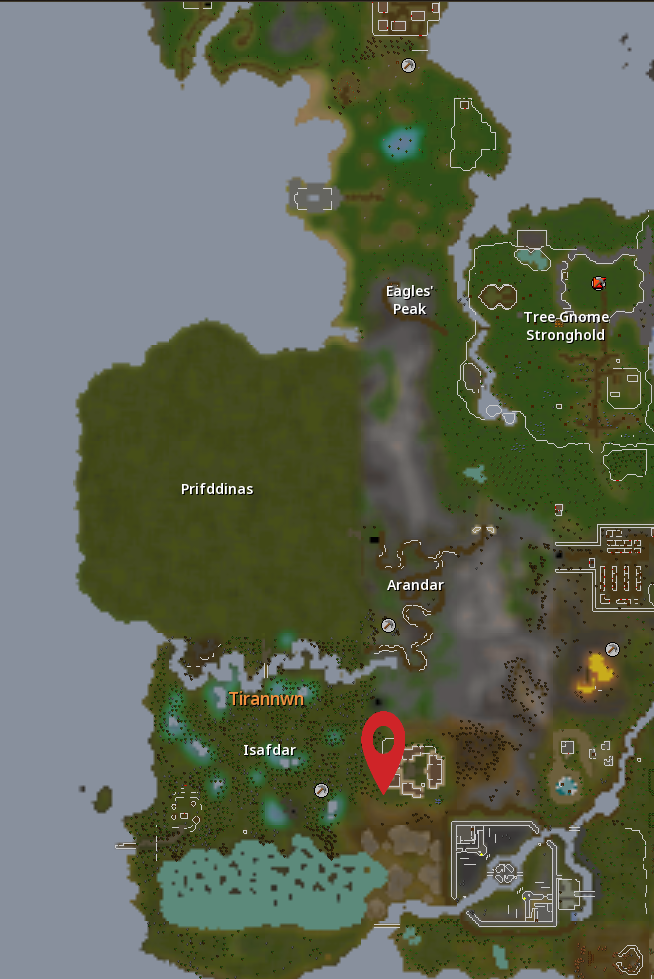 Eagles'
Peak
Tree Gnome
Stronghold
Prifddinas
Arandar
Tirannwn
Isafdar